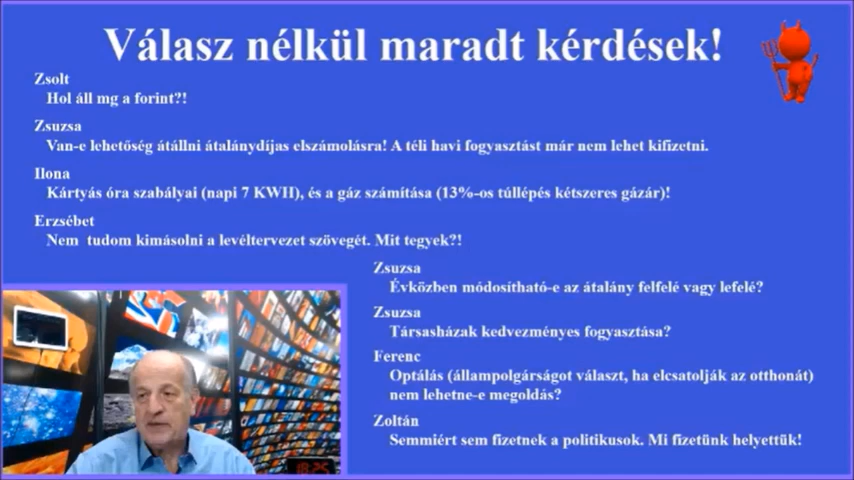 Válasz nélkül maradt kérdések!
Zsolt
Hol áll mg a forint?!
Zsuzsa
Van-e lehetőség átállni átalánydíjas elszámolásra! A téli havi fogyasztást már nem lehet kifizetni.
Ilona
Kártyás óra szabályai (napi 7 KWH), és a gáz számítása (13%-os túllépés kétszeres gázár)!
Erzsébet
Nem tudom kimásolni a levéltervezet szövegét. Mit tegyek?!
Zsuzsa
Évközben módosítható-e az átalány felfelé vagy lefelé?
Zsuzsa
Társasházak kedvezményes fogyasztása?
Ferenc
Optálás (állampolgárságot választ, ha elcsatolják az otthonát)
nem lehetne-e megoldás?
Zoltán
Semmiért sem fizetnek a politikusok. Mi fizetünk helyettük!
18:25